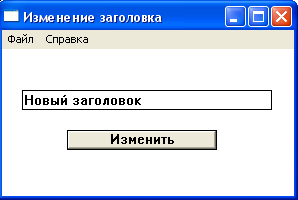 Изменение заголовка
Файл Справка
Новый заголовок
Изменить